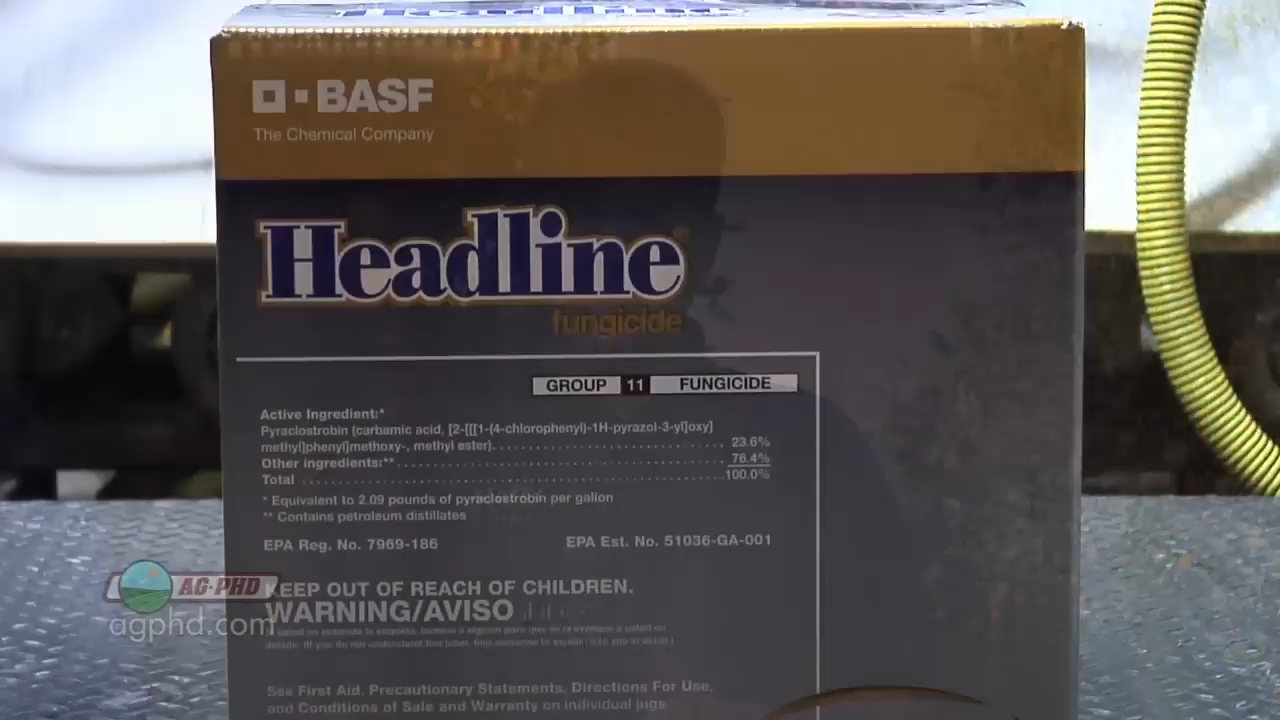 Headline
BASF
The Chemical Company
Headline
fungicide
GROUP 11 FUNGICIDE
Active Ingredient:*
Pyraclostrobin (carbamic acid, [2-[[[1-(4-chlorophenyl)-1H-pyrazol-3-yl]oxy]
methyl]phenyl]methoxy-, methyl ester)........................................ 23.6%
Other ingredients:**........................................................ 76.4%
Total ........................................................................100.0%
* Equivalent to 2.09 pounds of pyraclostrobin per gallon
** Contains petroleum distillates
EPA Reg. No. 7969-186 EPA Est. No. 51036-GA-001
KEEP OUT OF REACH OF CHILDREN.
WARNING/AVISO
AG-PHD
agphd.com
See First Aid, Precautionary Statements, Directions For Use,
and Conditions of Sale and Warranty on individual jugs